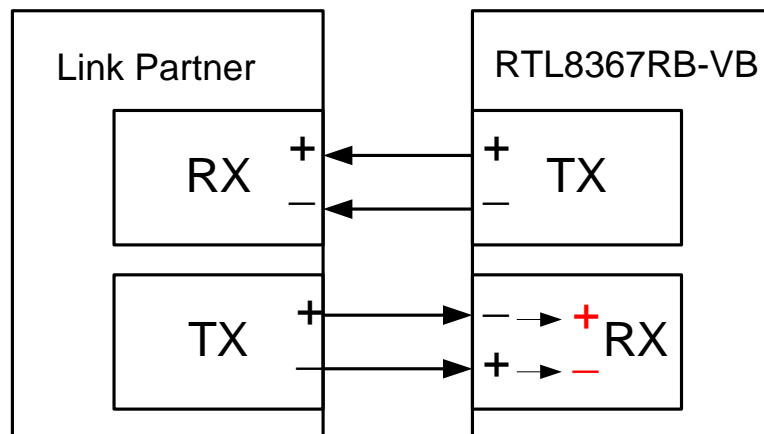 Link Partner
RTL8367RB-VB
RX
+
–
+
–
TX
TX
+
–
–
+
+
–
RX